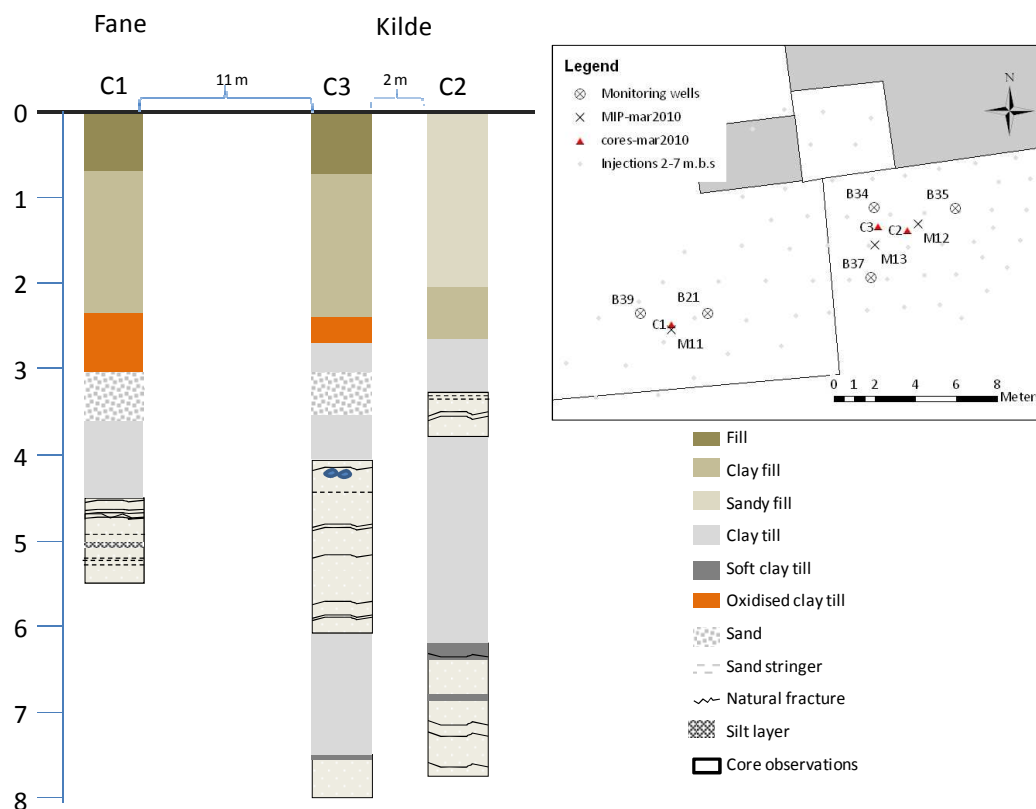 Fane
Kilde
C1
11 m
C3
2 m
C2
0
1
2
3
4
5
6
7
8
Legend
Monitoring wells
MIP-mar2010
cores-mar2010
Injections 2-7 m.b.s
N
B34
B35
C3
C2
M12
M13
B37
B39
B21
C1
M11
0 1 2 4 6 8
Meters
Fill
Clay fill
Sandy fill
Clay till
Soft clay till
Oxidised clay till
Sand
Sand stringer
Natural fracture
Silt layer
Core observations